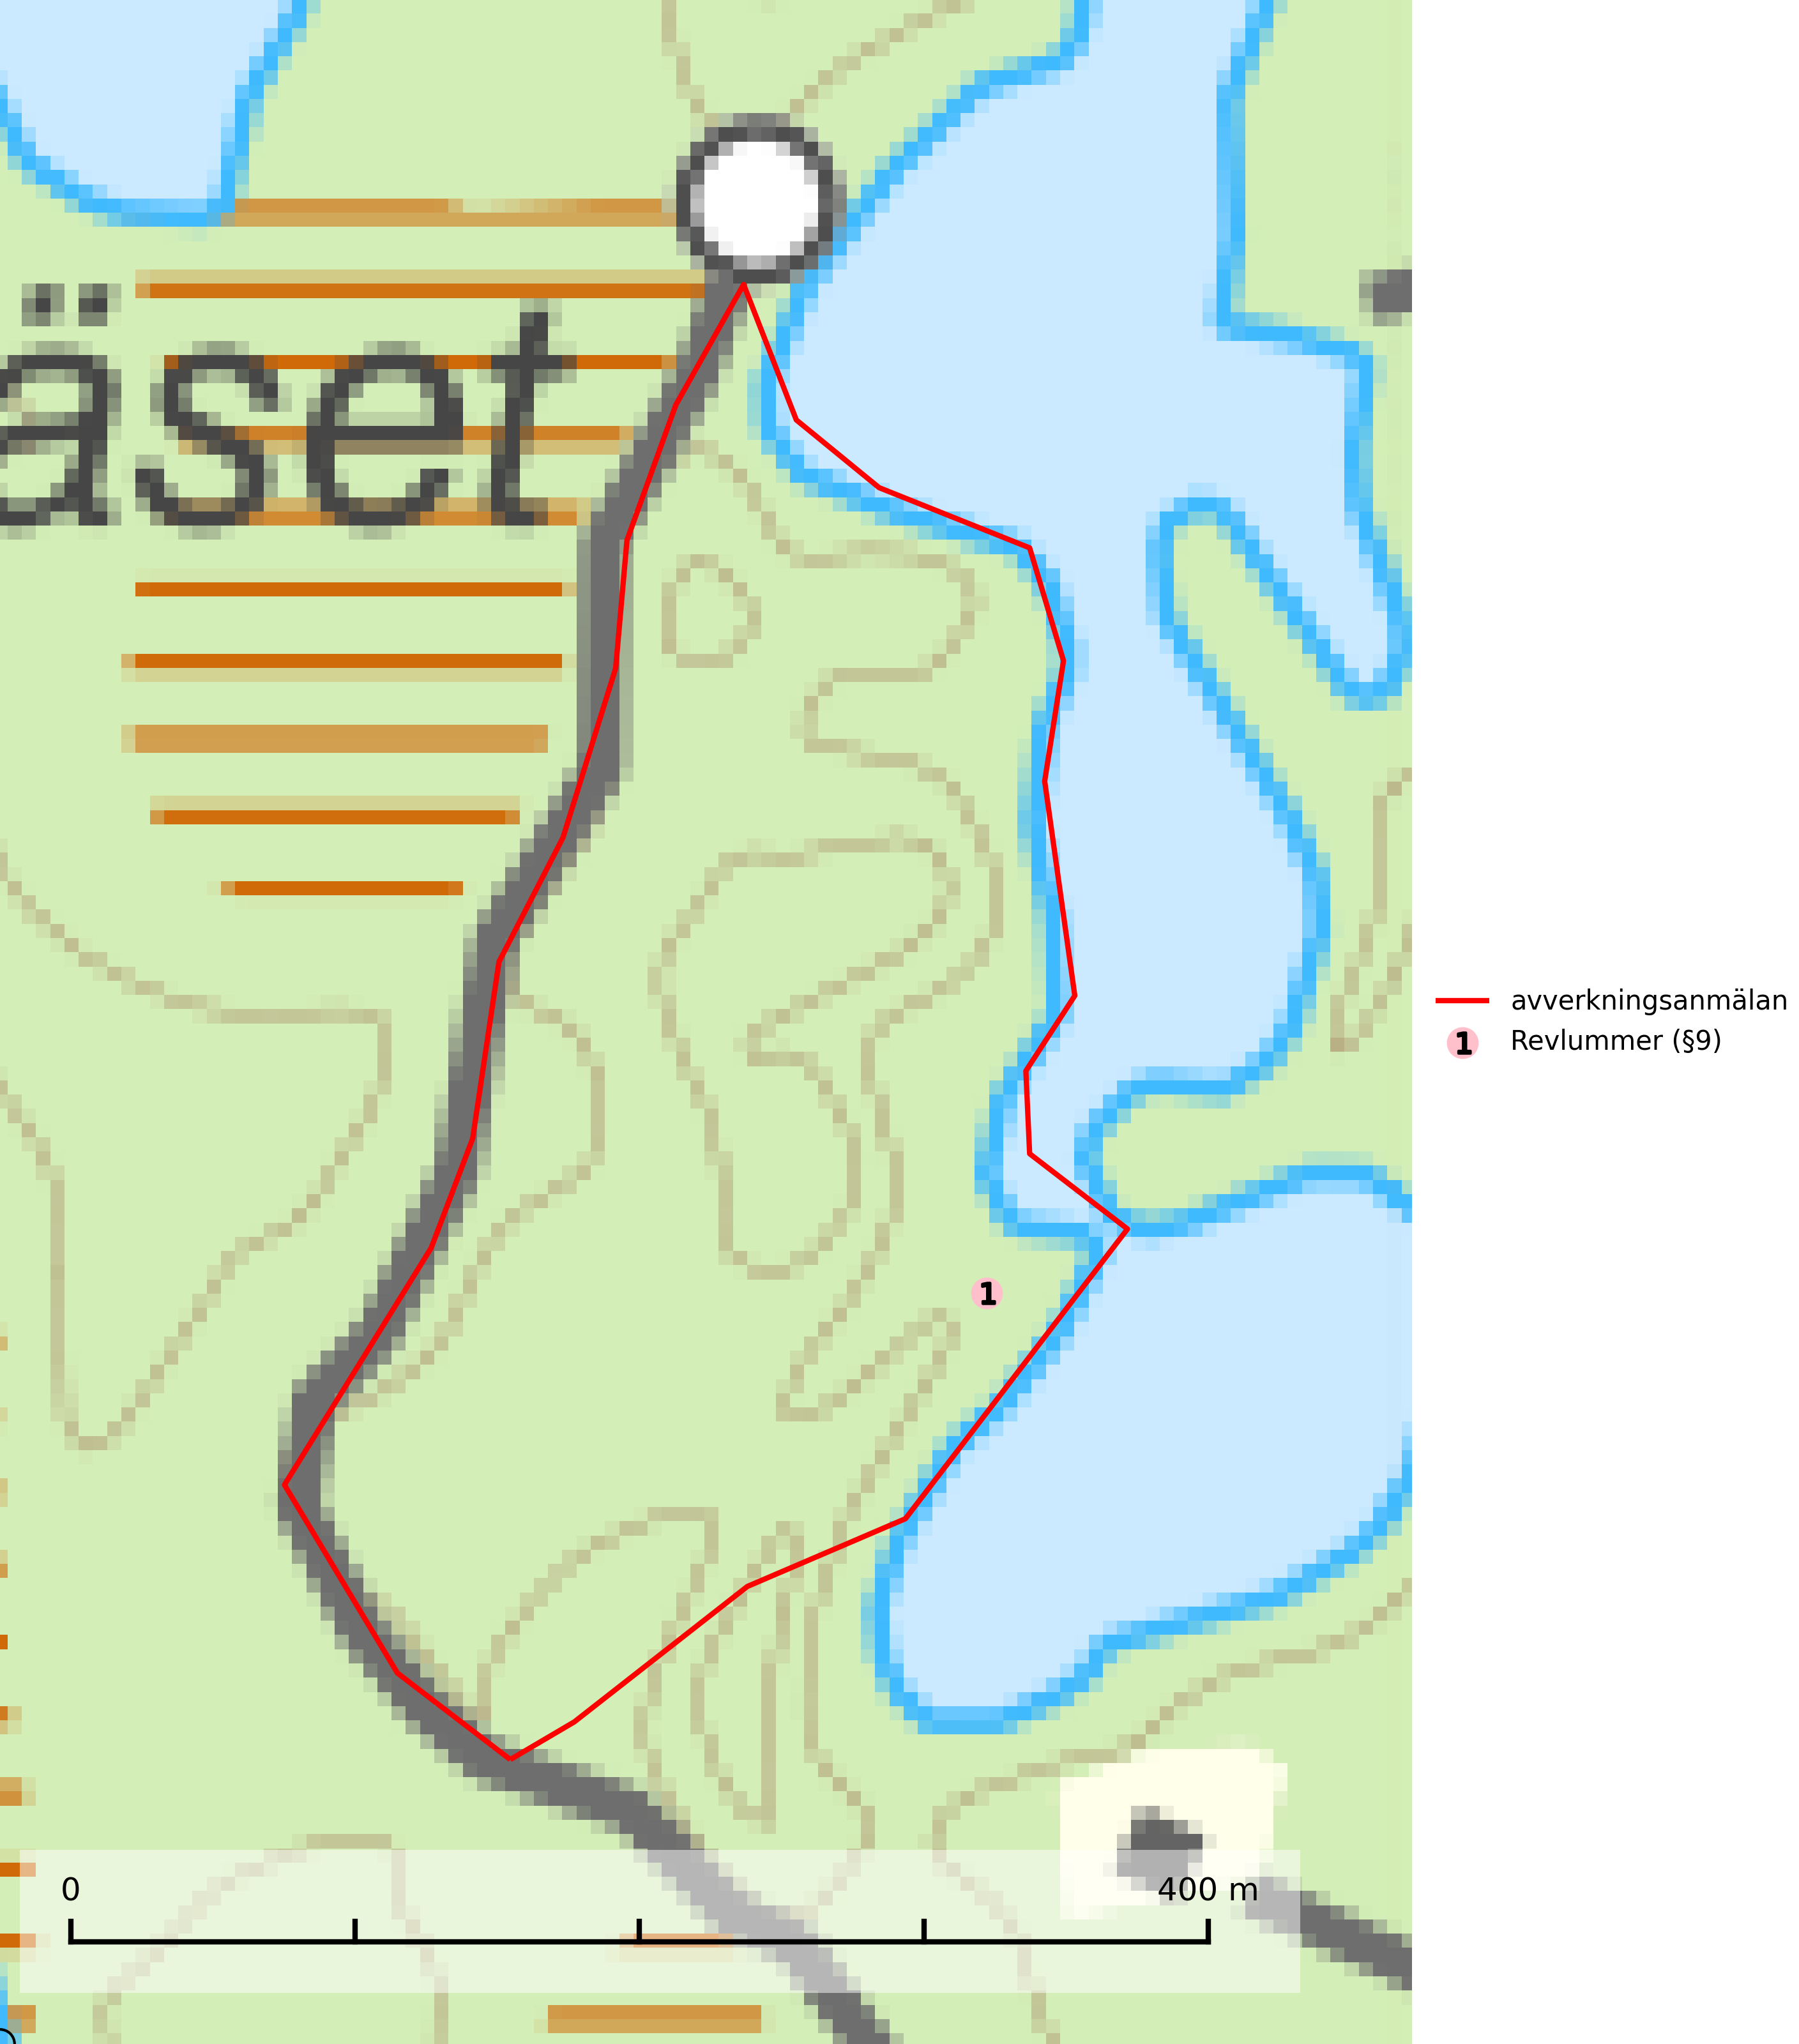 äset
1
avverkningsanmälan
1 Revlummer (§9)
0 400 m